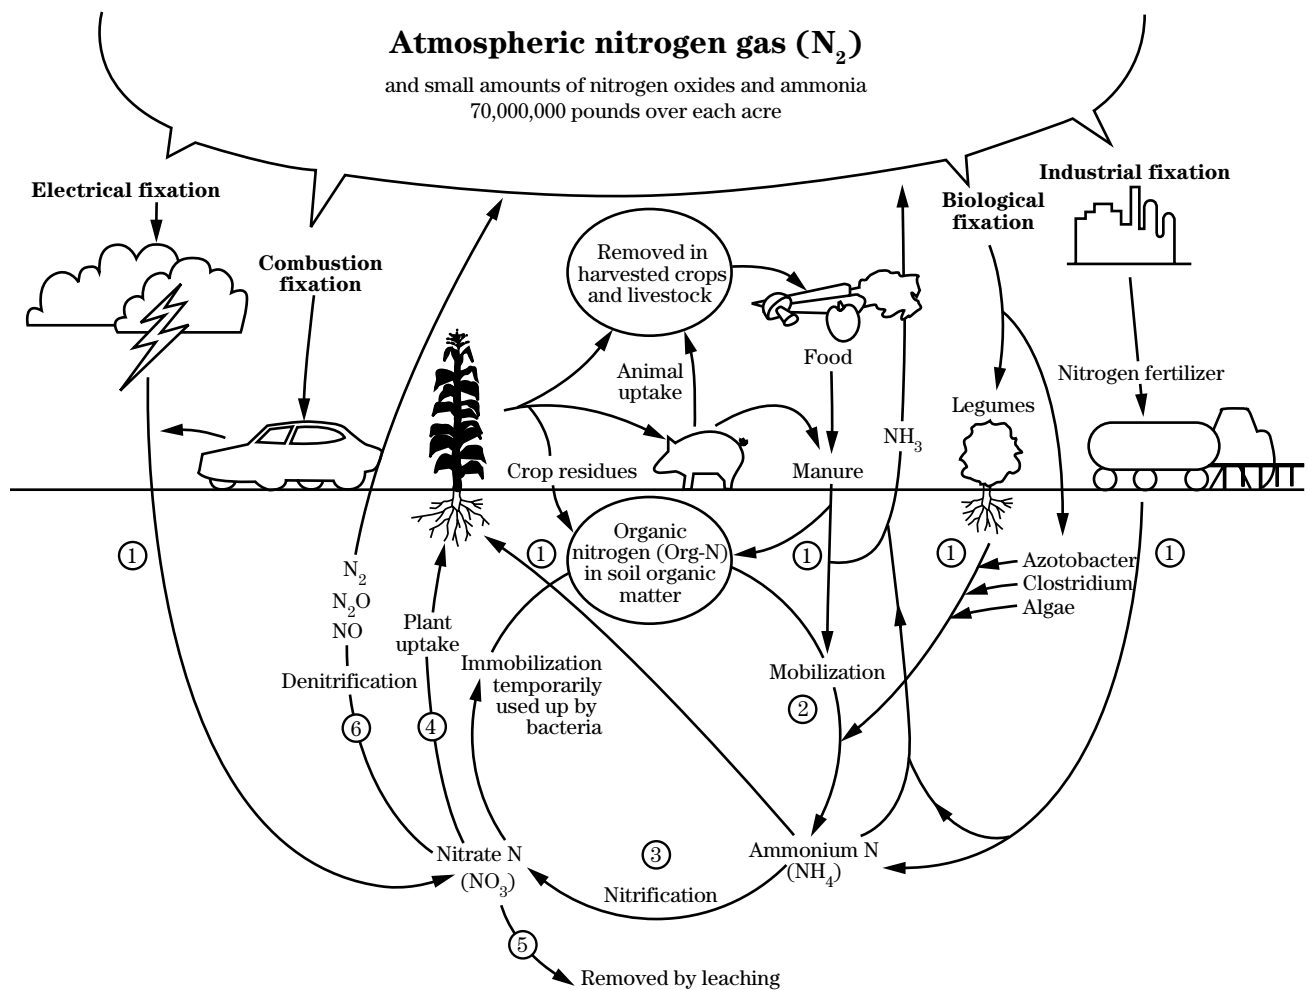 Atmospheric nitrogen gas (N₂)
and small amounts of nitrogen oxides and ammonia
70,000,000 pounds over each acre
Electrical fixation
Combustion
fixation
Biological
fixation
Industrial fixation
Removed in
harvested crops
and livestock
Food
Animal
uptake
Nitrogen fertilizer
Legumes
NH₃
Crop residues
Manure
1
1
1
1
1
Organic
nitrogen (Org-N)
in soil organic
matter
Azotobacter
Clostridium
Algae
N₂
N₂O
NO
Plant
uptake
Denitrification
Immobilization
temporarily
used up by
bacteria
Mobilization
2
6
4
Nitrate N
(NO₃)
3
Nitrification
Ammonium N
(NH₄)
5
Removed by leaching